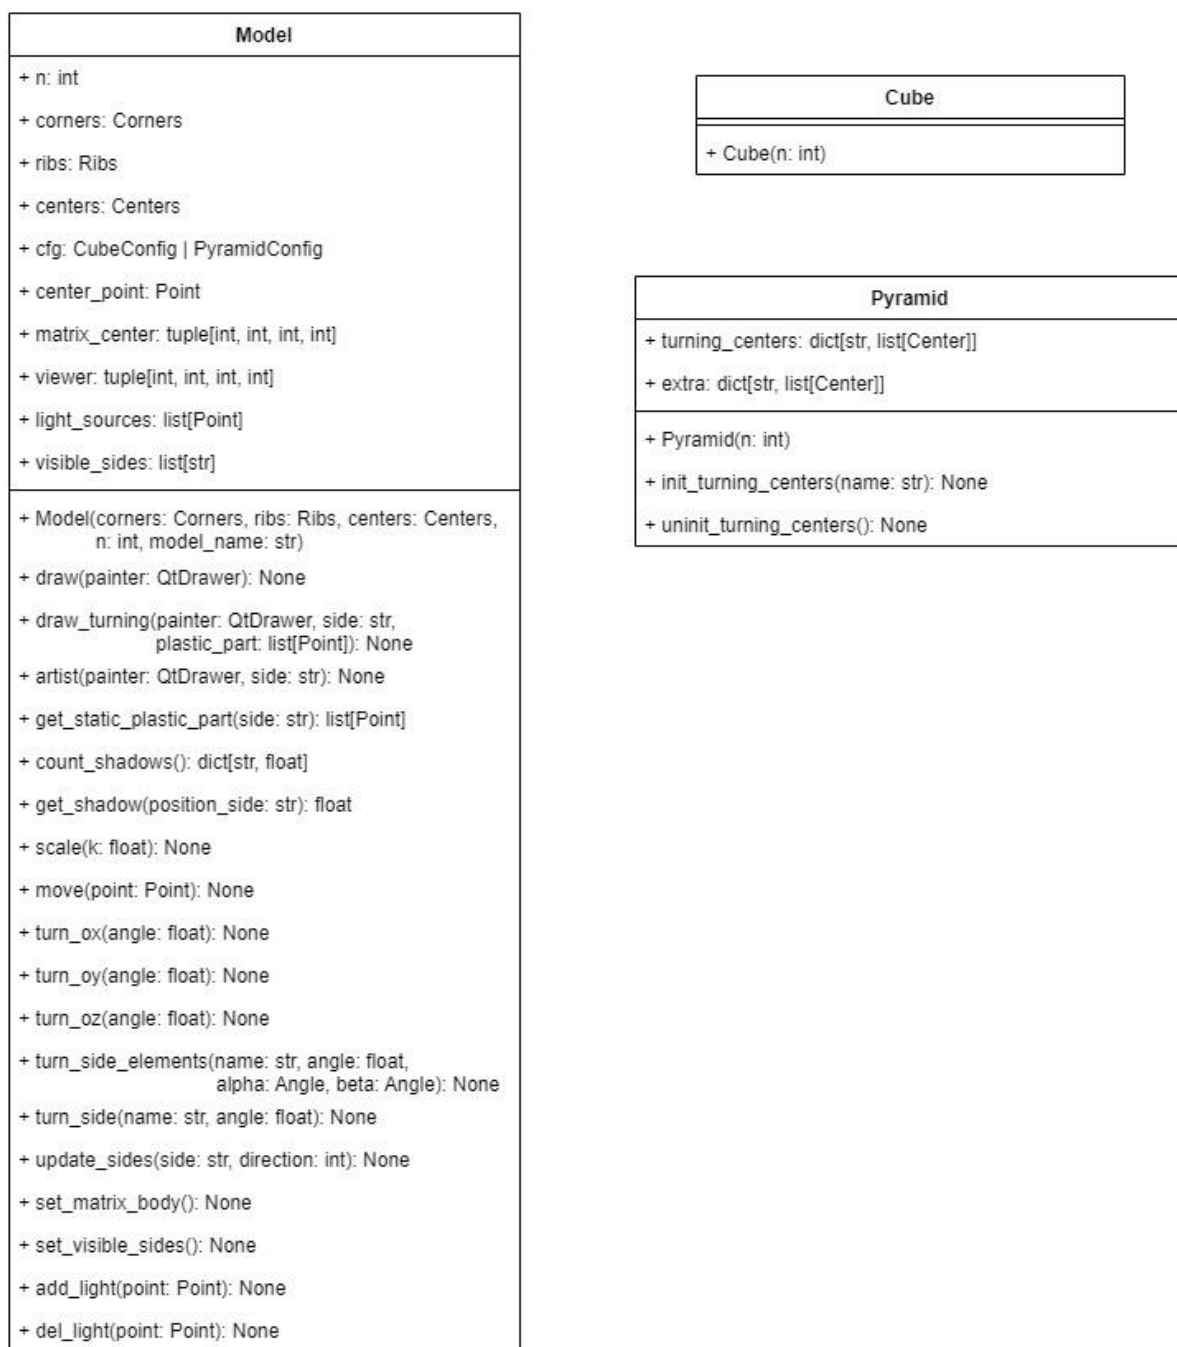 Model
+ n: int
+ corners: Corners
+ ribs: Ribs
+ centers: Centers
+ cfg: CubeConfig | PyramidConfig
+ center_point: Point
+ matrix_center: tuple[int, int, int, int]
+ viewer: tuple[int, int, int, int]
+ light_sources: list[Point]
+ visible_sides: list[str]
+ Model(corners: Corners, ribs: Ribs, centers: Centers,
n: int, model_name: str)
+ draw(painter: QtDrawer): None
+ draw_turning(painter: QtDrawer, side: str,
plastic_part: list[Point]): None
+ artist(painter: QtDrawer, side: str): None
+ get_static_plastic_part(side: str): list[Point]
+ count_shadows(): dict[str, float]
+ get_shadow(position_side: str): float
+ scale(k: float): None
+ move(point: Point): None
+ turn_ox(angle: float): None
+ turn_oy(angle: float): None
+ turn_oz(angle: float): None
+ turn_side_elements(name: str, angle: float,
alpha: Angle, beta: Angle): None
+ turn_side(name: str, angle: float): None
+ update_sides(side: str, direction: int): None
+ set_matrix_body(): None
+ set_visible_sides(): None
+ add_light(point: Point): None
+ del_light(point: Point): None
Cube
+ Cube(n: int)
Pyramid
+ turning_centers: dict[str, list[Center]]
+ extra: dict[str, list[Center]]
+ Pyramid(n: int)
+ init_turning_centers(name: str): None
+ uninit_turning_centers(): None